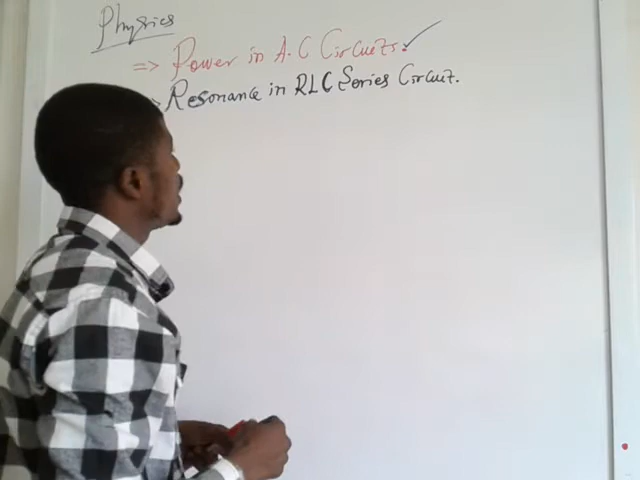 Physics
=> Power in A.C Circuits. ✓
> Resonance in RLC Series Circuit.